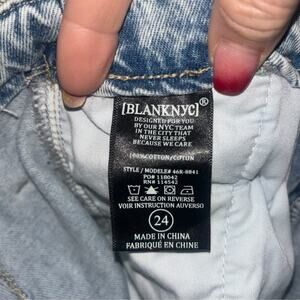 [BLANKNYC]®
DESIGNED FOR YOU
BY OUR NYC TEAM
IN THE CITY THAT
NEVER SLEEPS
BECAUSE WE CARE
100%COTTON/COTON
STYLE / MODELE# 46R-8841
PO# 118042
RN# 114542
SEE CARE ON REVERSE
VOIR INSTRUCTION AUVERSO
24
MADE IN CHINA
FABRIQUÉ EN CHINE